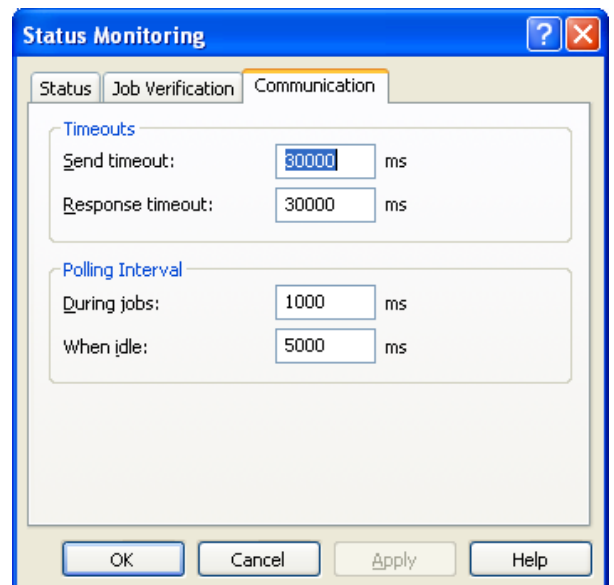 Status Monitoring
Status Job Verification Communication
Timeouts
Send timeout: 30000 ms
Response timeout: 30000 ms
Polling Interval
During jobs: 1000 ms
When idle: 5000 ms
OK Cancel Apply Help